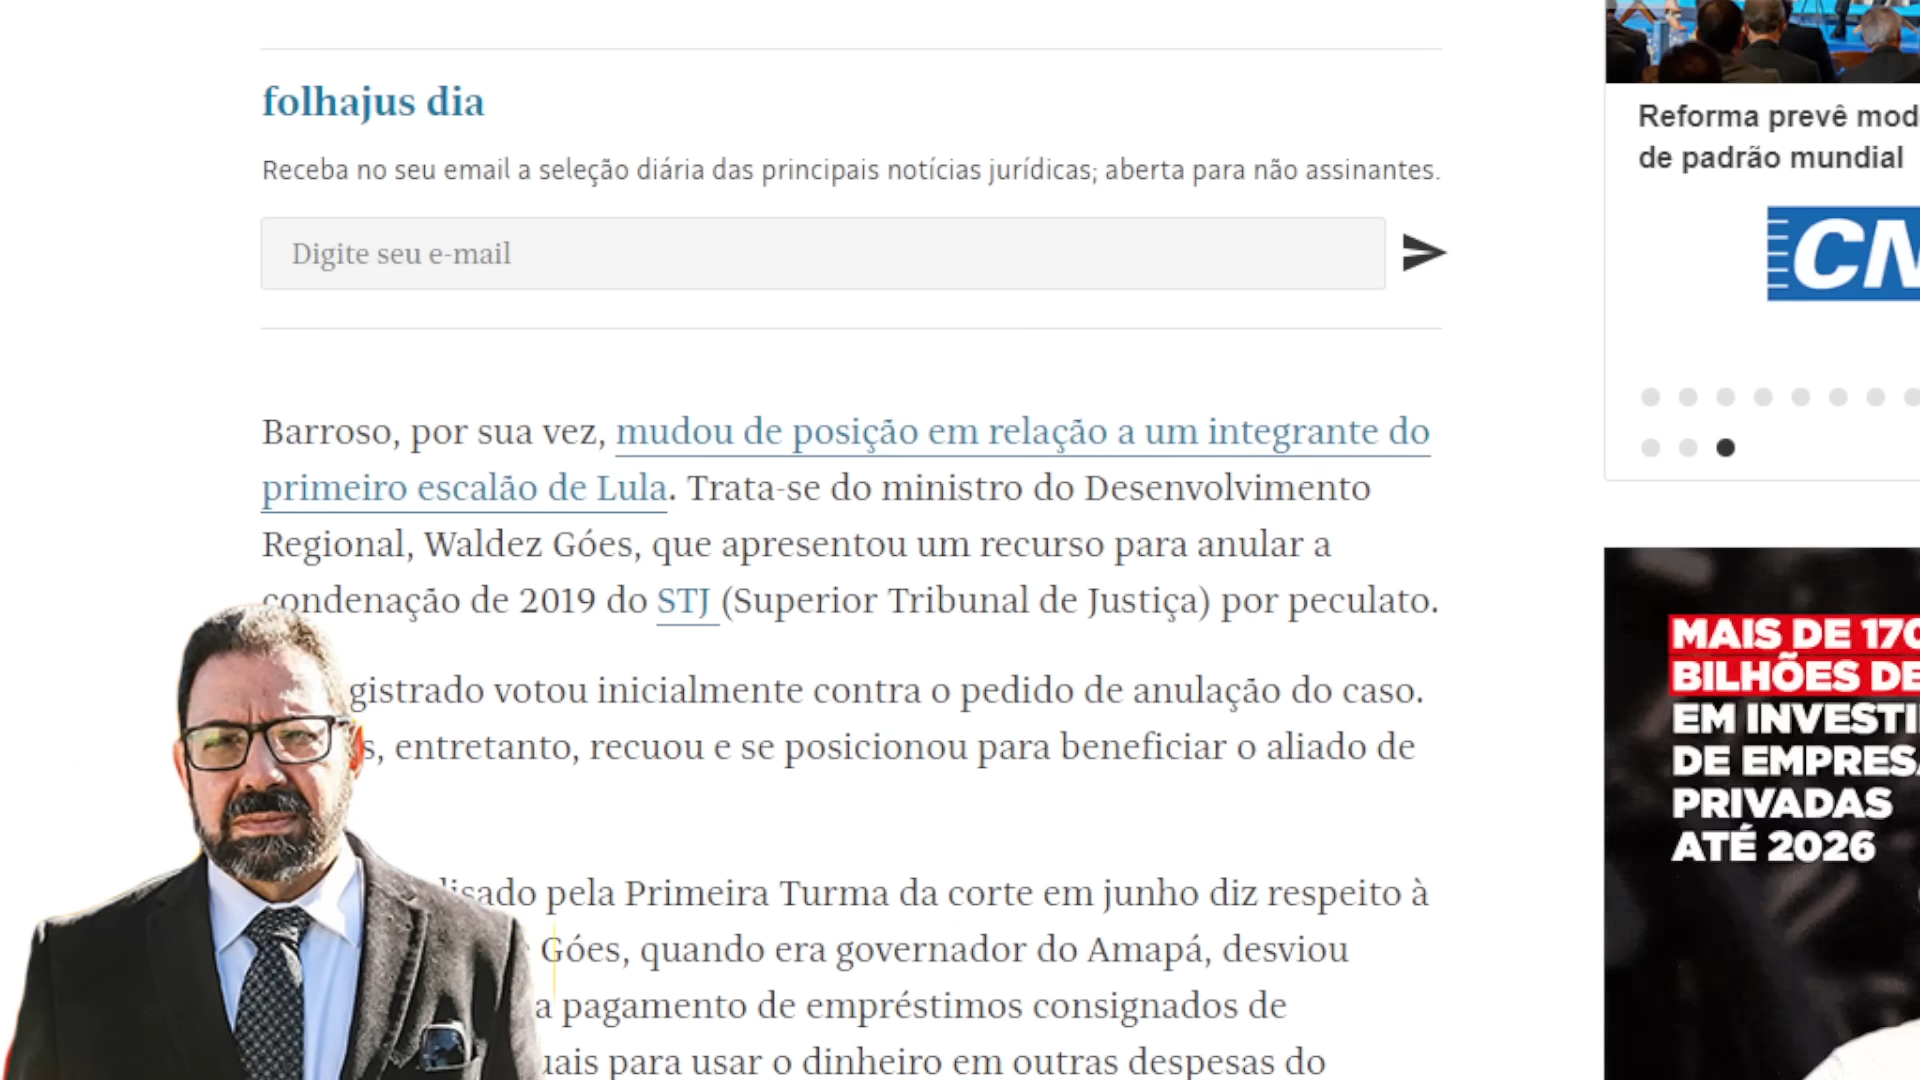 folhajus dia
Receba no seu email a seleção diária das principais notícias jurídicas; aberta para não assinantes.
Digite seu e-mail
Barroso, por sua vez, mudou de posição em relação a um integrante do
primeiro escalão de Lula. Trata-se do ministro do Desenvolvimento
Regional, Waldez Góes, que apresentou um recurso para anular a
condenação de 2019 do STJ (Superior Tribunal de Justiça) por peculato.
gistrado votou inicialmente contra o pedido de anulação do caso.
s, entretanto, recuou e se posicionou para beneficiar o aliado de
lisado pela Primeira Turma da corte em junho diz respeito à
Góes, quando era governador do Amapá, desviou
a pagamento de empréstimos consignados de
uais para usar o dinheiro em outras despesas do
Reforma prevê mod
de padrão mundial
CN
MAIS DE 170
BILHÕES DE
EM INVESTI
DE EMPRESA
PRIVADAS
ATÉ 2026